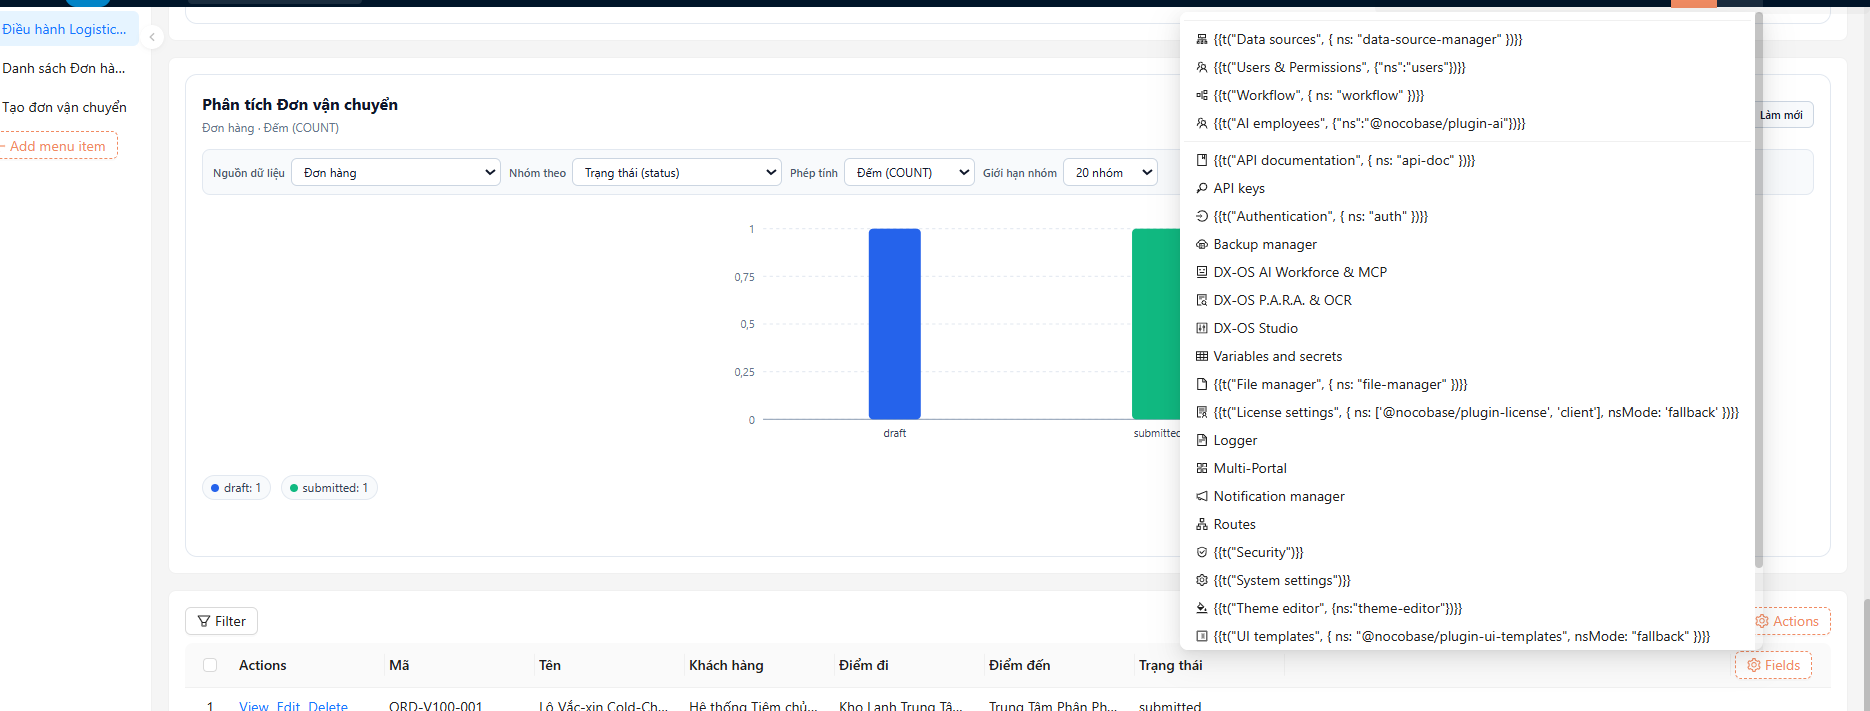 Điều hành Logistic...
Danh sách Đơn hà...
Tạo đơn vận chuyển
Add menu item
Phân tích Đơn vận chuyển
Đơn hàng · Đếm (COUNT)
Làm mới
Nguồn dữ liệu
Đơn hàng
Nhóm theo
Trạng thái (status)
Phép tính
Đếm (COUNT)
Giới hạn nhóm
20 nhóm
1
0,75
0,5
0,25
0
draft
submitted
draft: 1
submitted: 1
{{t("Data sources", { ns: "data-source-manager" })}}
{{t("Users & Permissions", {"ns":"users"})}}
{{t("Workflow", { ns: "workflow" })}}
{{t("AI employees", {"ns":"@nocobase/plugin-ai"})}}
{{t("API documentation", { ns: "api-doc" })}}
API keys
{{t("Authentication", { ns: "auth" })}}
Backup manager
DX-OS AI Workforce & MCP
DX-OS P.A.R.A. & OCR
DX-OS Studio
Variables and secrets
{{t("File manager", { ns: "file-manager" })}}
{{t("License settings", { ns: ['@nocobase/plugin-license', 'client'], nsMode: 'fallback' })}}
Logger
Multi-Portal
Notification manager
Routes
{{t("Security")}}
{{t("System settings")}}
{{t("Theme editor", {ns:"theme-editor"})}}
{{t("UI templates", { ns: "@nocobase/plugin-ui-templates", nsMode: "fallback" })}}
Filter
Actions
Actions
Mã
Tên
Khách hàng
Điểm đi
Điểm đến
Trạng thái
Fields
1
View Edit Delete
ORD-V100-001
Lô Vắc-xin Cold-Ch...
Hệ thống Tiêm chủ...
Kho Lạnh Trung Tâ...
Trung Tâm Phân Ph...
submitted